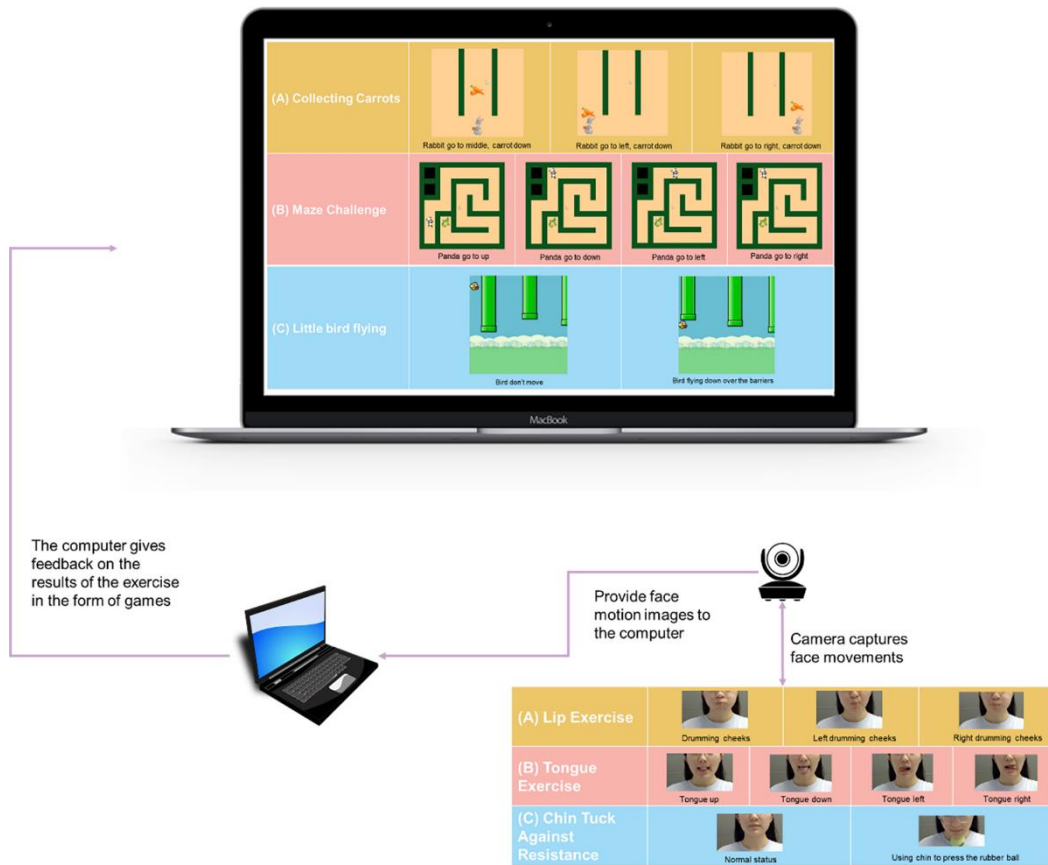 (A) Collecting Carrots
Rabbit go to middle, carrot down
Rabbit go to left, carrot down
Rabbit go to right, carrot down
(B) Maze Challenge
Panda go to up
Panda go to down
Panda go to left
Panda go to right
(C) Little bird flying
Bird don't move
Bird flying down over the barriers
MacBook
The computer gives
feedback on the
results of the exercise
in the form of games
Provide face
motion images to
the computer
Camera captures
face movements
(A) Lip Exercise
Drumming cheeks
Left drumming cheeks
Right drumming cheeks
(B) Tongue
Exercise
Tongue up
Tongue down
Tongue left
Tongue right
(C) Chin Tuck
Against
Resistance
Normal status
Using chin to press the rubber ball